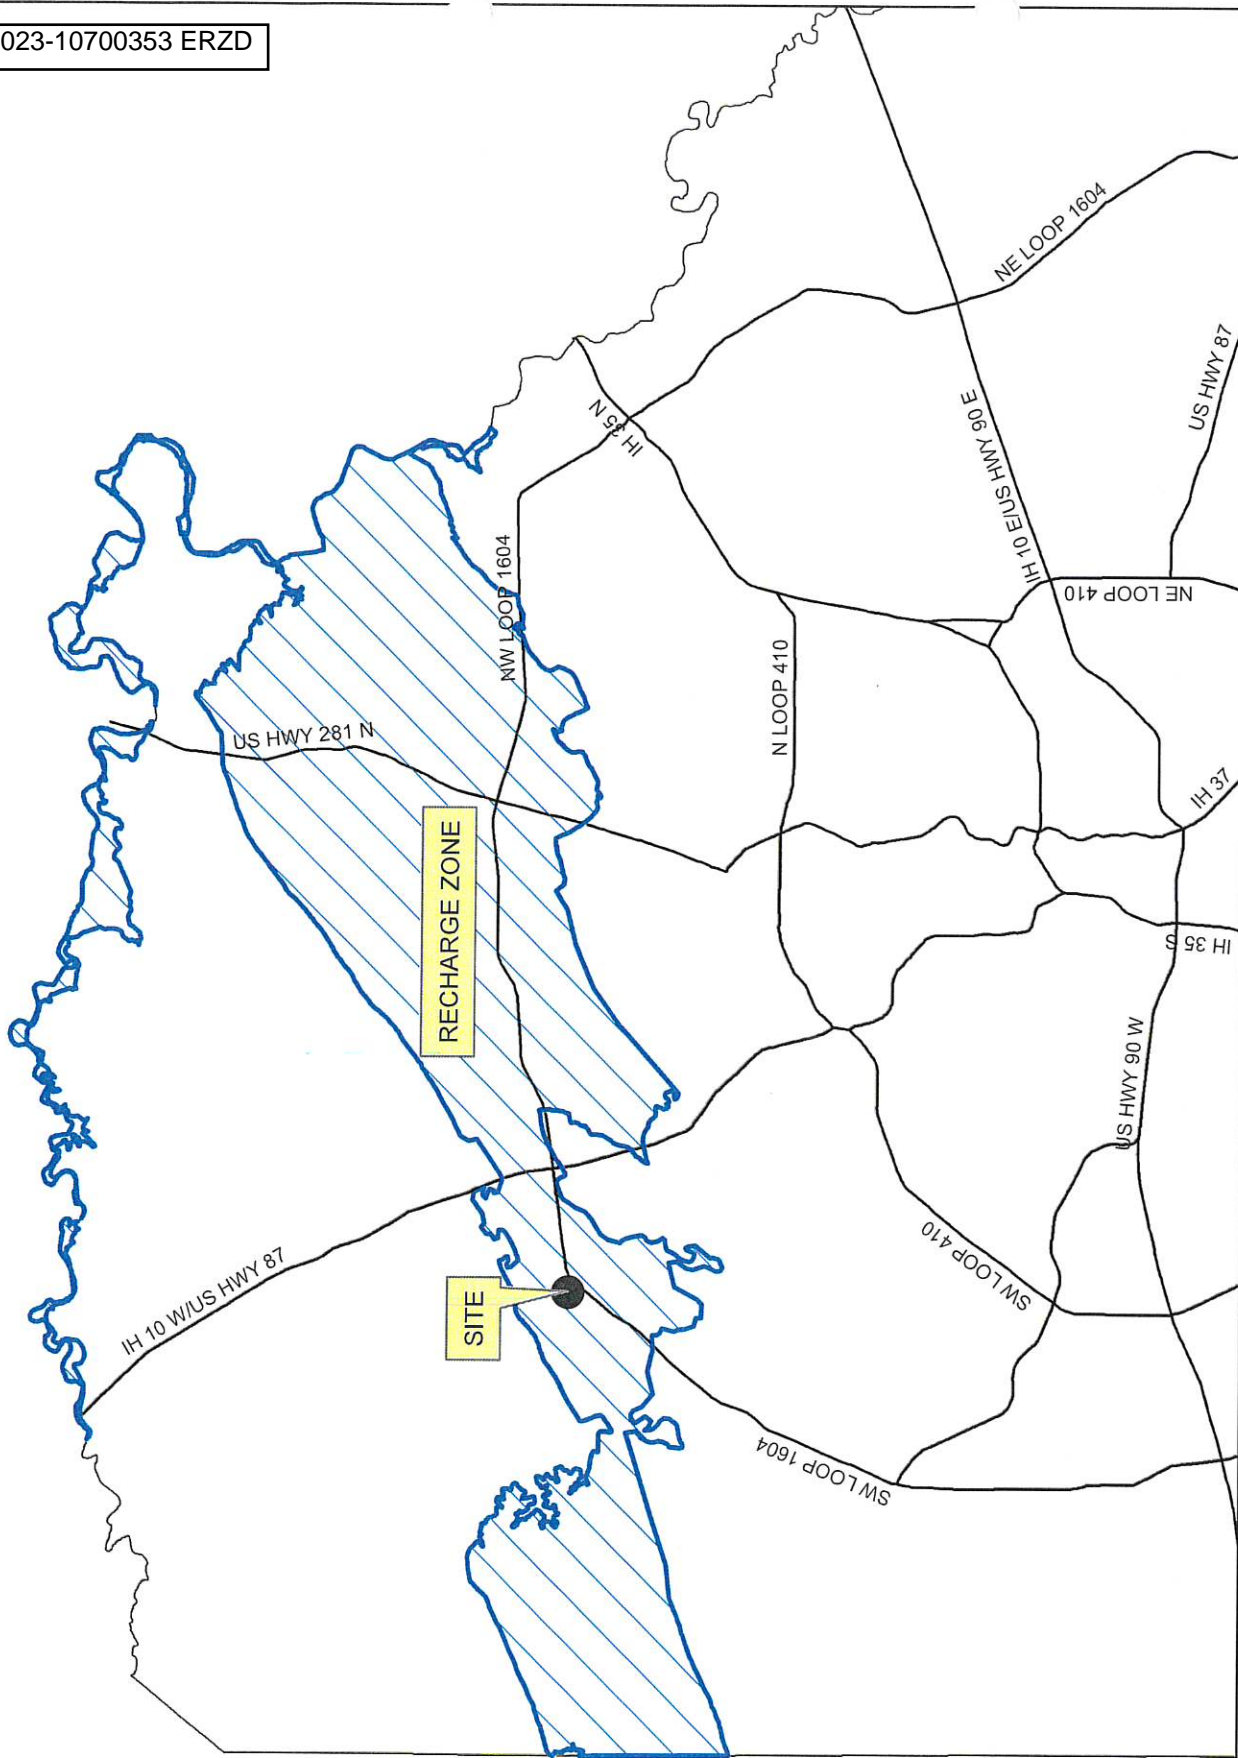 023-10700353 ERZD
NE LOOP 1604
US HWY 87
IH 35 N
IH 10 E/US HWY 90 E
NE LOOP 410
NW LOOP 1604
N LOOP 410
US HWY 281 N
IH 37
RECHARGE ZONE
IH 35 S
US HWY 90 W
IH 10 W/US HWY 87
SITE
SW LOOP 410
SW LOOP 1604